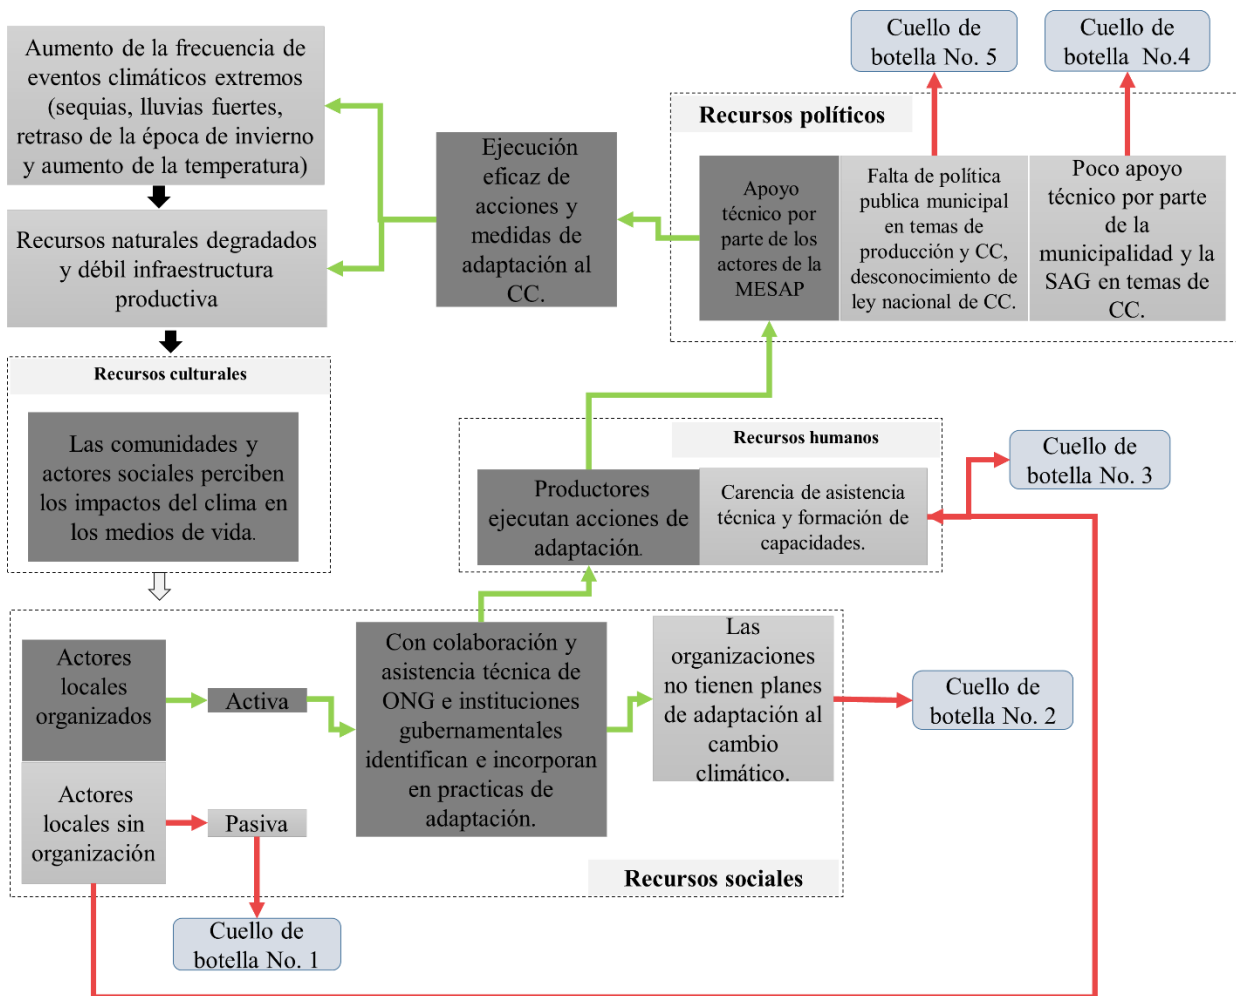 Aumento de la frecuencia de
eventos climáticos extremos
(sequias, lluvias fuertes,
retraso de la época de invierno
y aumento de la temperatura)
Recursos naturales degradados
y débil infraestructura
productiva
Recursos culturales
Las comunidades y
actores sociales perciben
los impactos del clima en
los medios de vida.
Ejecución
eficaz de
acciones y
medidas de
adaptación al
CC.
Cuello de
botella No. 5
Cuello de
botella No.4
Recursos políticos
Apoyo
técnico por
parte de los
actores de la
MESAP
Falta de política
publica municipal
en temas de
producción y CC,
desconocimiento de
ley nacional de CC.
Poco apoyo
técnico por parte
de la
municipalidad y la
SAG en temas de
CC.
Recursos humanos
Productores
ejecutan acciones de
adaptación.
Carencia de asistencia
técnica y formación de
capacidades.
Cuello de
botella No. 3
Actores
locales
organizados
Activa
Actores
locales sin
organización
Pasiva
Con colaboración y
asistencia técnica de
ONG e instituciones
gubernamentales
identifican e incorporan
en practicas de
adaptación.
Las
organizaciones
no tienen planes
de adaptación al
cambio
climático.
Cuello de
botella No. 2
Recursos sociales
Cuello de
botella No. 1